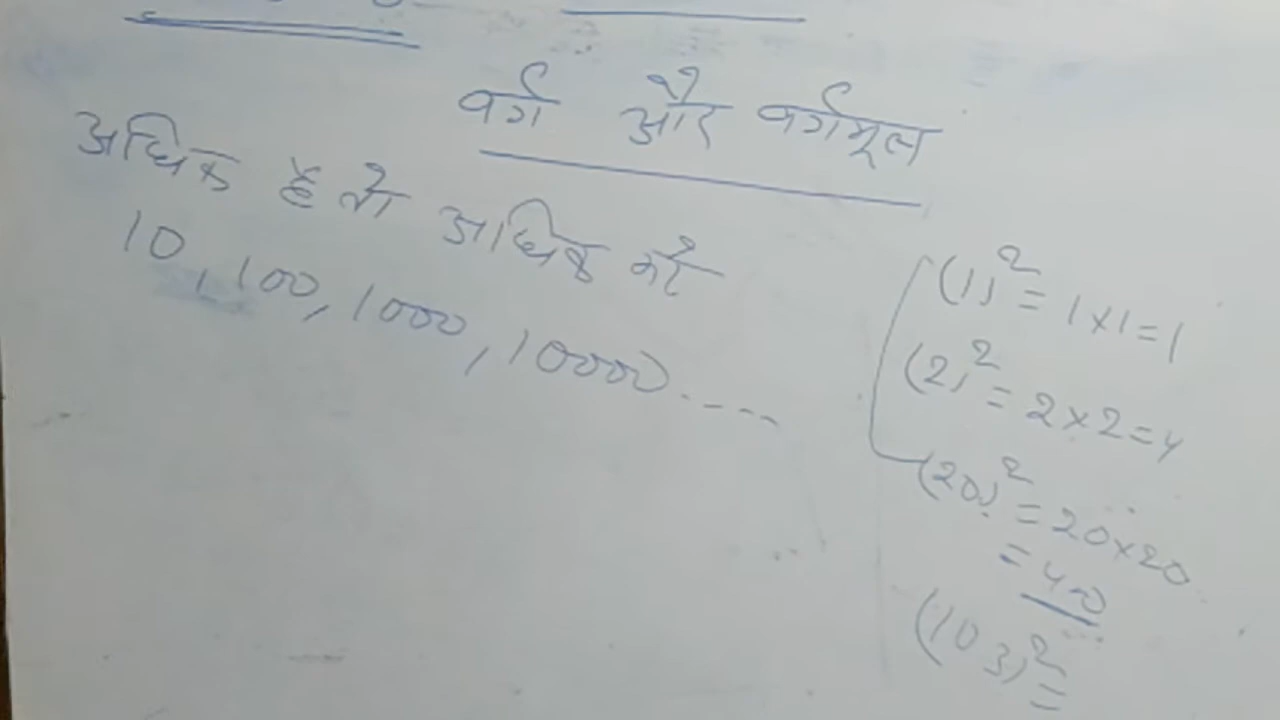 वर्ग और वर्गमूल
अधिक है तो अधिक को
10, 100, 1000, 10000.----
(1)² = 1×1=1
(2)² = 2×2=4
(20)² = 20×20
= 40
(103)² =